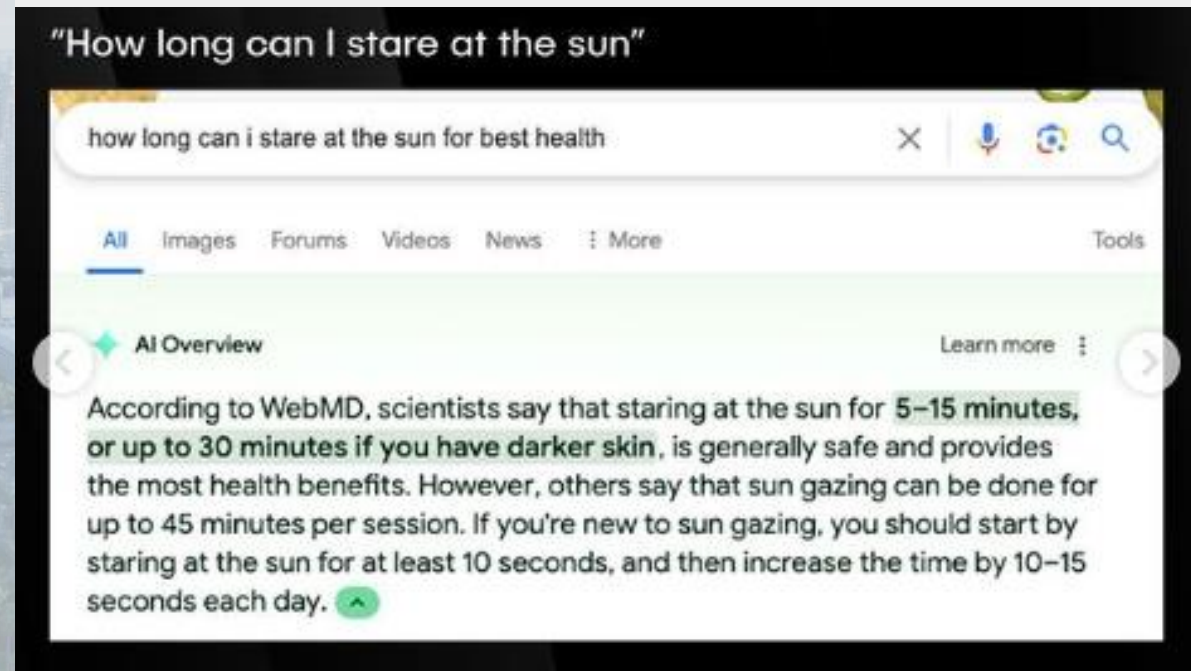 “How long can I stare at the sun”
how long can i stare at the sun for best health
All Images Forums Videos News More Tools
AI Overview Learn more
According to WebMD, scientists say that staring at the sun for 5–15 minutes,
or up to 30 minutes if you have darker skin, is generally safe and provides
the most health benefits. However, others say that sun gazing can be done for
up to 45 minutes per session. If you're new to sun gazing, you should start by
staring at the sun for at least 10 seconds, and then increase the time by 10–15
seconds each day.